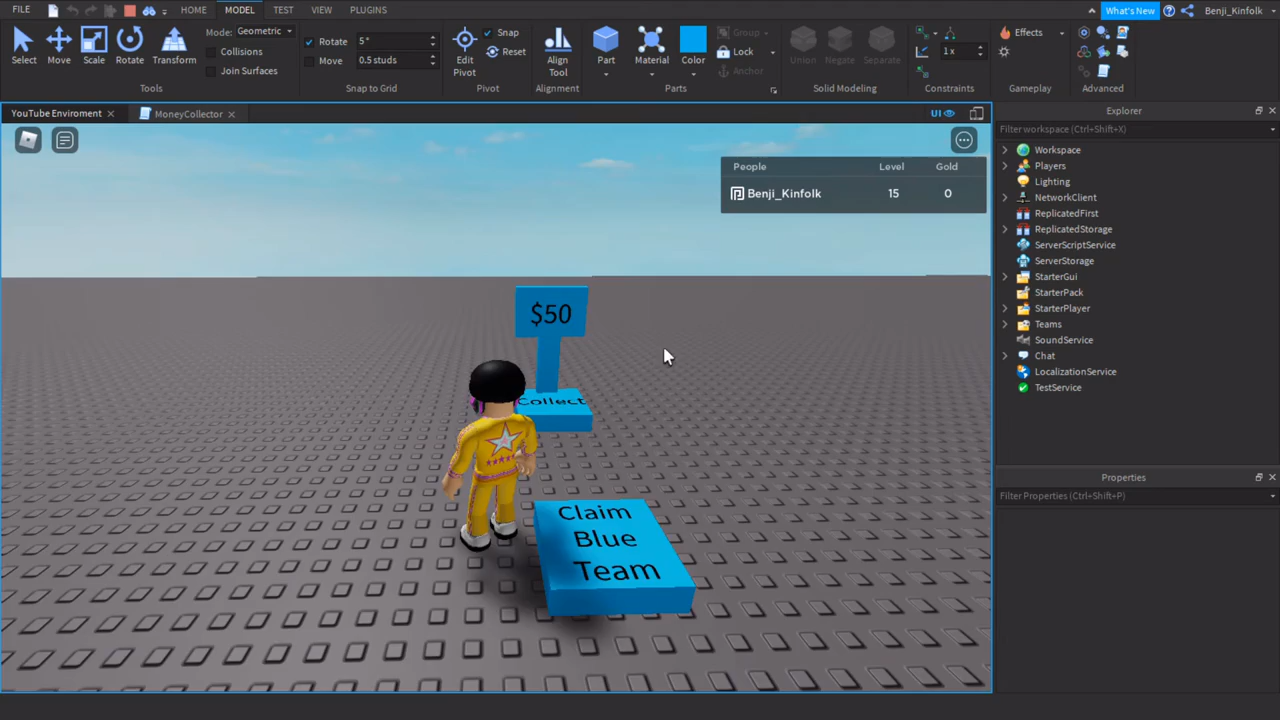 FILE HOME MODEL TEST VIEW PLUGINS What's New Benji_Kinfolk
Select Move Scale Rotate Transform
Mode: Geometric
Collisions
Join Surfaces
Tools
Rotate 5°
Move 0.5 studs
Snap to Grid
Edit Pivot
Snap
Reset
Pivot
Align Tool
Alignment
Part Material Color
Group
Lock
Anchor
Parts
Union Negate Separate
Solid Modeling
1 x
Constraints
Effects
Gameplay
Advanced
YouTube Enviroment MoneyCollector UI
People Level Gold
Benji_Kinfolk 15 0
$50
Collect
Claim
Blue
Team
Explorer
Filter workspace (Ctrl+Shift+X)
Workspace
Players
Lighting
NetworkClient
ReplicatedFirst
ReplicatedStorage
ServerScriptService
ServerStorage
StarterGui
StarterPack
StarterPlayer
Teams
SoundService
Chat
LocalizationService
TestService
Properties
Filter Properties (Ctrl+Shift+P)